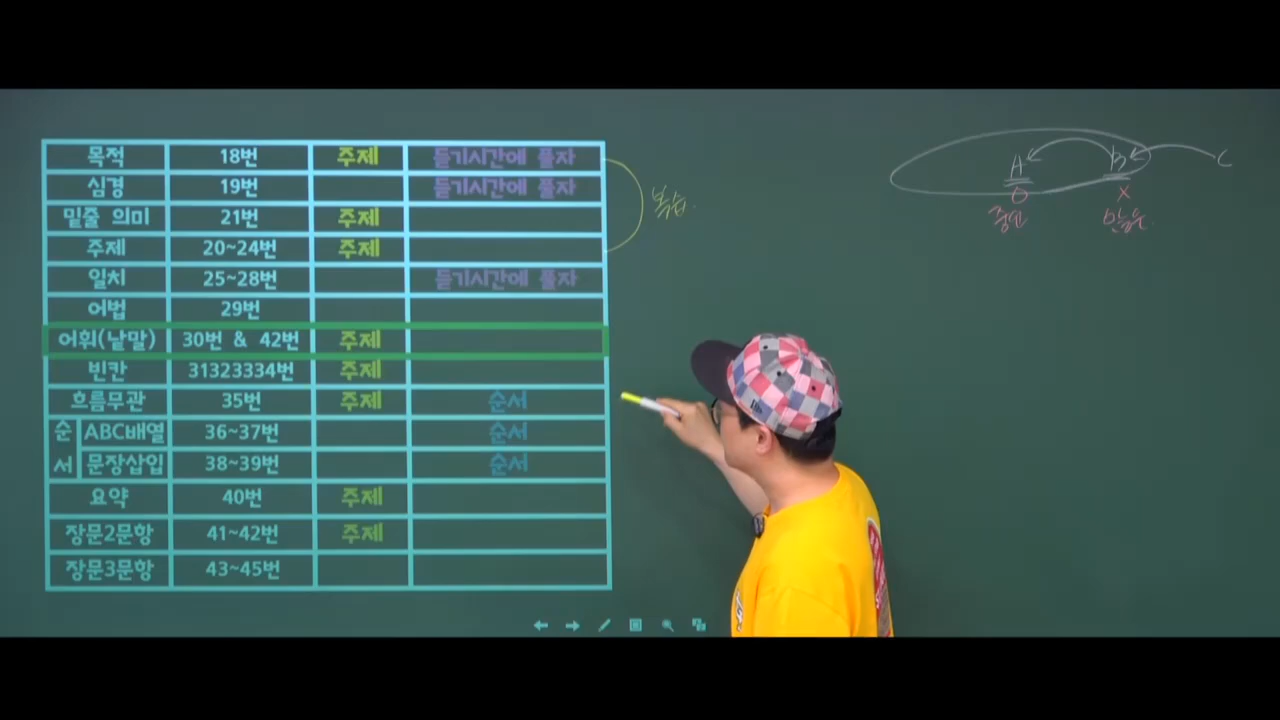 목적 18번 주제 듣기시간에 풀자
심경 19번 듣기시간에 풀자
밑줄 의미 21번 주제
주제 20~24번 주제
일치 25~28번 듣기시간에 풀자
어법 29번
어휘(낱말) 30번 & 42번 주제
빈칸 31323334번 주제
흐름무관 35번 주제 순서
순서 ABC배열 36~37번 순서
문장삽입 38~39번 순서
요약 40번 주제
장문2문항 41~42번 주제
장문3문항 43~45번
복습.
A B C
O X